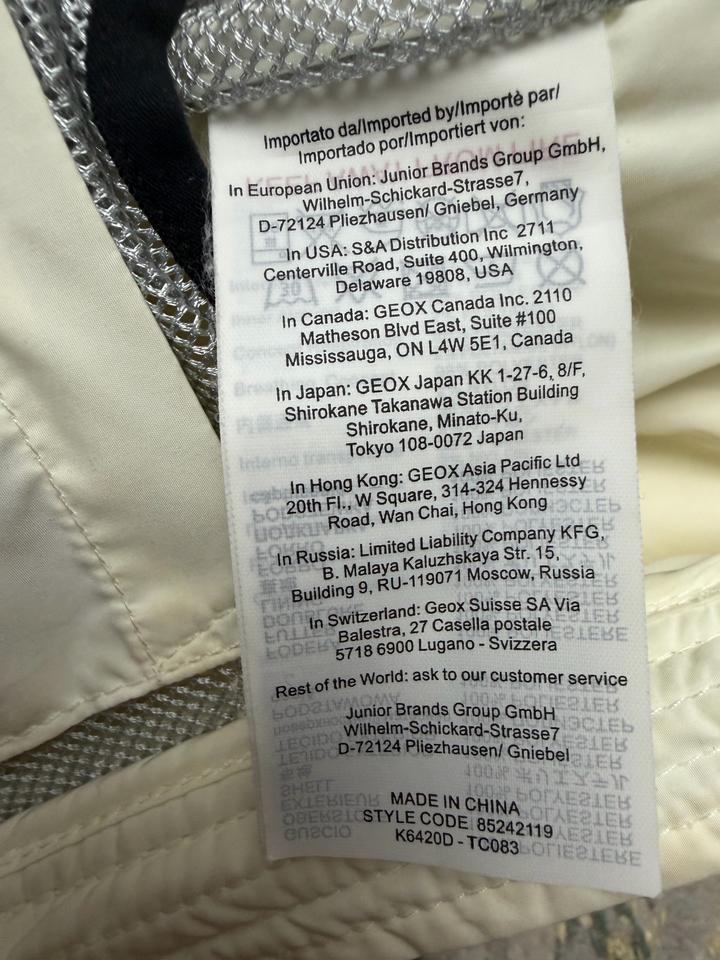 Importato da/Imported by/Importè par/
Importado por/Importiert von:
In European Union: Junior Brands Group GmbH,
Wilhelm-Schickard-Strasse7,
D-72124 Pliezhausen/ Gniebel, Germany
In USA: S&A Distribution Inc 2711
Centerville Road, Suite 400, Wilmington,
Delaware 19808, USA
In Canada: GEOX Canada Inc. 2110
Matheson Blvd East, Suite #100
Mississauga, ON L4W 5E1, Canada
In Japan: GEOX Japan KK 1-27-6, 8/F,
Shirokane Takanawa Station Building
Shirokane, Minato-Ku,
Tokyo 108-0072 Japan
In Hong Kong: GEOX Asia Pacific Ltd
20th Fl., W Square, 314-324 Hennessy
Road, Wan Chai, Hong Kong
In Russia: Limited Liability Company KFG,
B. Malaya Kaluzhskaya Str. 15,
Building 9, RU-119071 Moscow, Russia
In Switzerland: Geox Suisse SA Via
Balestra, 27 Casella postale
5718 6900 Lugano - Svizzera
Rest of the World: ask to our customer service
Junior Brands Group GmbH
Wilhelm-Schickard-Strasse7
D-72124 Pliezhausen/ Gniebel
MADE IN CHINA
STYLE CODE 85242119
K6420D - TC083